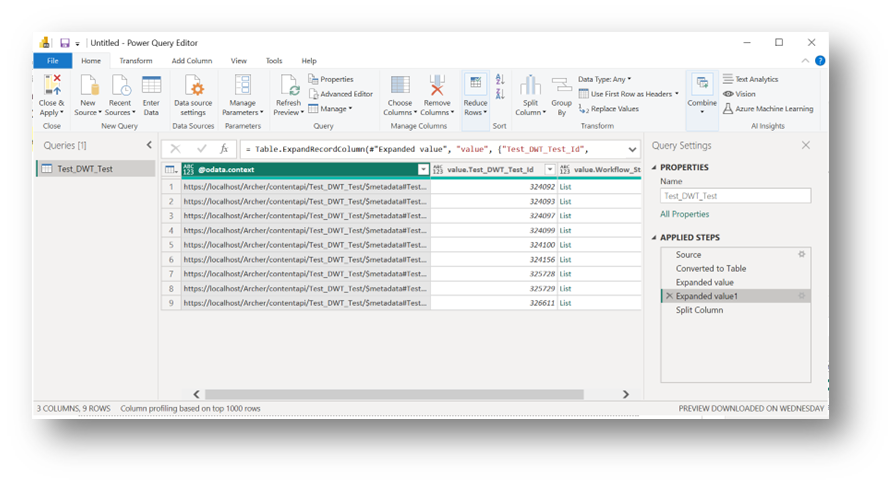 Untitled - Power Query Editor
File Home Transform Add Column View Tools Help
Close & Apply
New Source
Recent Sources
Enter Data
Data source settings
Manage Parameters
Refresh Preview
Properties
Advanced Editor
Manage
Choose Columns
Remove Columns
Reduce Rows
Split Column
Group By
Data Type: Any
Use First Row as Headers
Replace Values
Combine
Text Analytics
Vision
Azure Machine Learning
Close New Query Data Sources Parameters Query Manage Columns Sort Transform AI Insights
Queries [1]
Test_DWT_Test
fx = Table.ExpandRecordColumn(#"Expanded value", "value", {"Test_DWT_Test_Id",
ABC 123 @odata.context ABC 123 value.Test_DWT_Test_Id ABC 123 value.Workflow_St
1 https://localhost/Archer/contentapi/Test_DWT_Test/$metadata#Test... 324092 List
2 https://localhost/Archer/contentapi/Test_DWT_Test/$metadata#Test... 324093 List
3 https://localhost/Archer/contentapi/Test_DWT_Test/$metadata#Test... 324097 List
4 https://localhost/Archer/contentapi/Test_DWT_Test/$metadata#Test... 324099 List
5 https://localhost/Archer/contentapi/Test_DWT_Test/$metadata#Test... 324100 List
6 https://localhost/Archer/contentapi/Test_DWT_Test/$metadata#Test... 324156 List
7 https://localhost/Archer/contentapi/Test_DWT_Test/$metadata#Test... 325728 List
8 https://localhost/Archer/contentapi/Test_DWT_Test/$metadata#Test... 325729 List
9 https://localhost/Archer/contentapi/Test_DWT_Test/$metadata#Test... 326611 List
Query Settings
PROPERTIES
Name
Test_DWT_Test
All Properties
APPLIED STEPS
Source
Converted to Table
Expanded value
Expanded value1
Split Column
3 COLUMNS, 9 ROWS Column profiling based on top 1000 rows PREVIEW DOWNLOADED ON WEDNESDAY